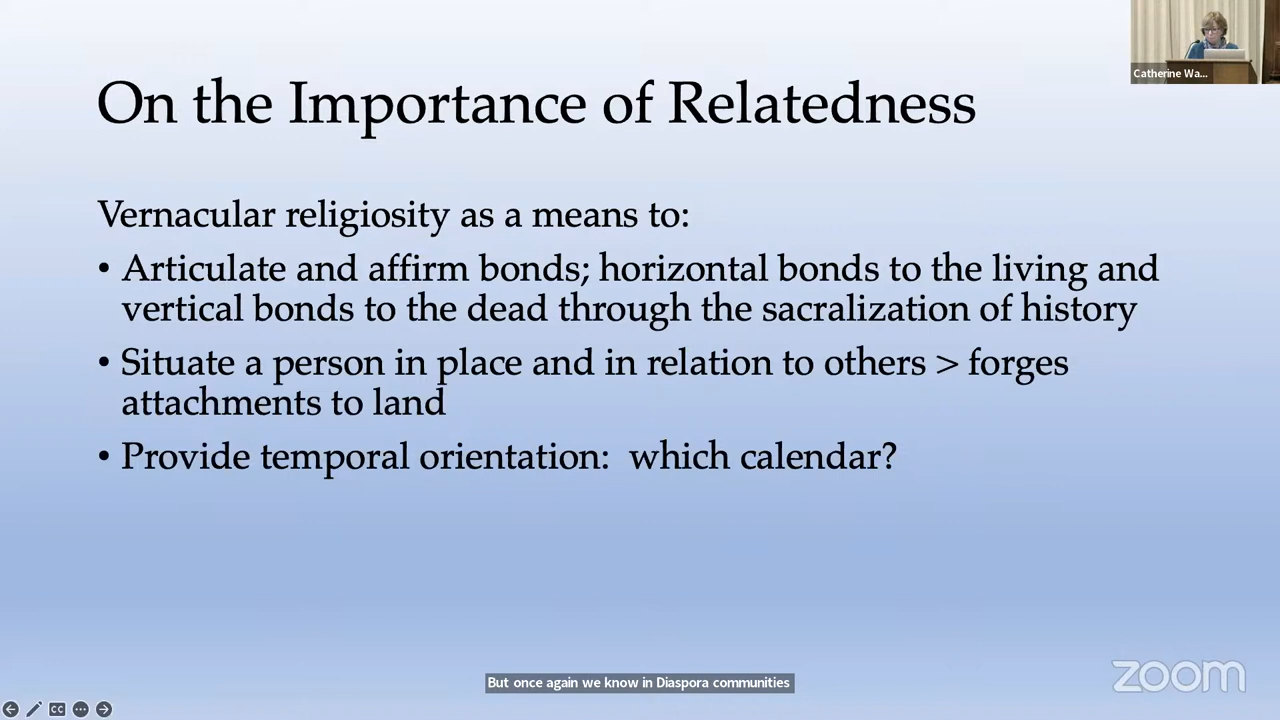 Catherine Wa...
On the Importance of Relatedness
Vernacular religiosity as a means to:
• Articulate and affirm bonds; horizontal bonds to the living and
vertical bonds to the dead through the sacralization of history
• Situate a person in place and in relation to others > forges
attachments to land
• Provide temporal orientation:  which calendar?
But once again we know in Diaspora communities
zoom
CC